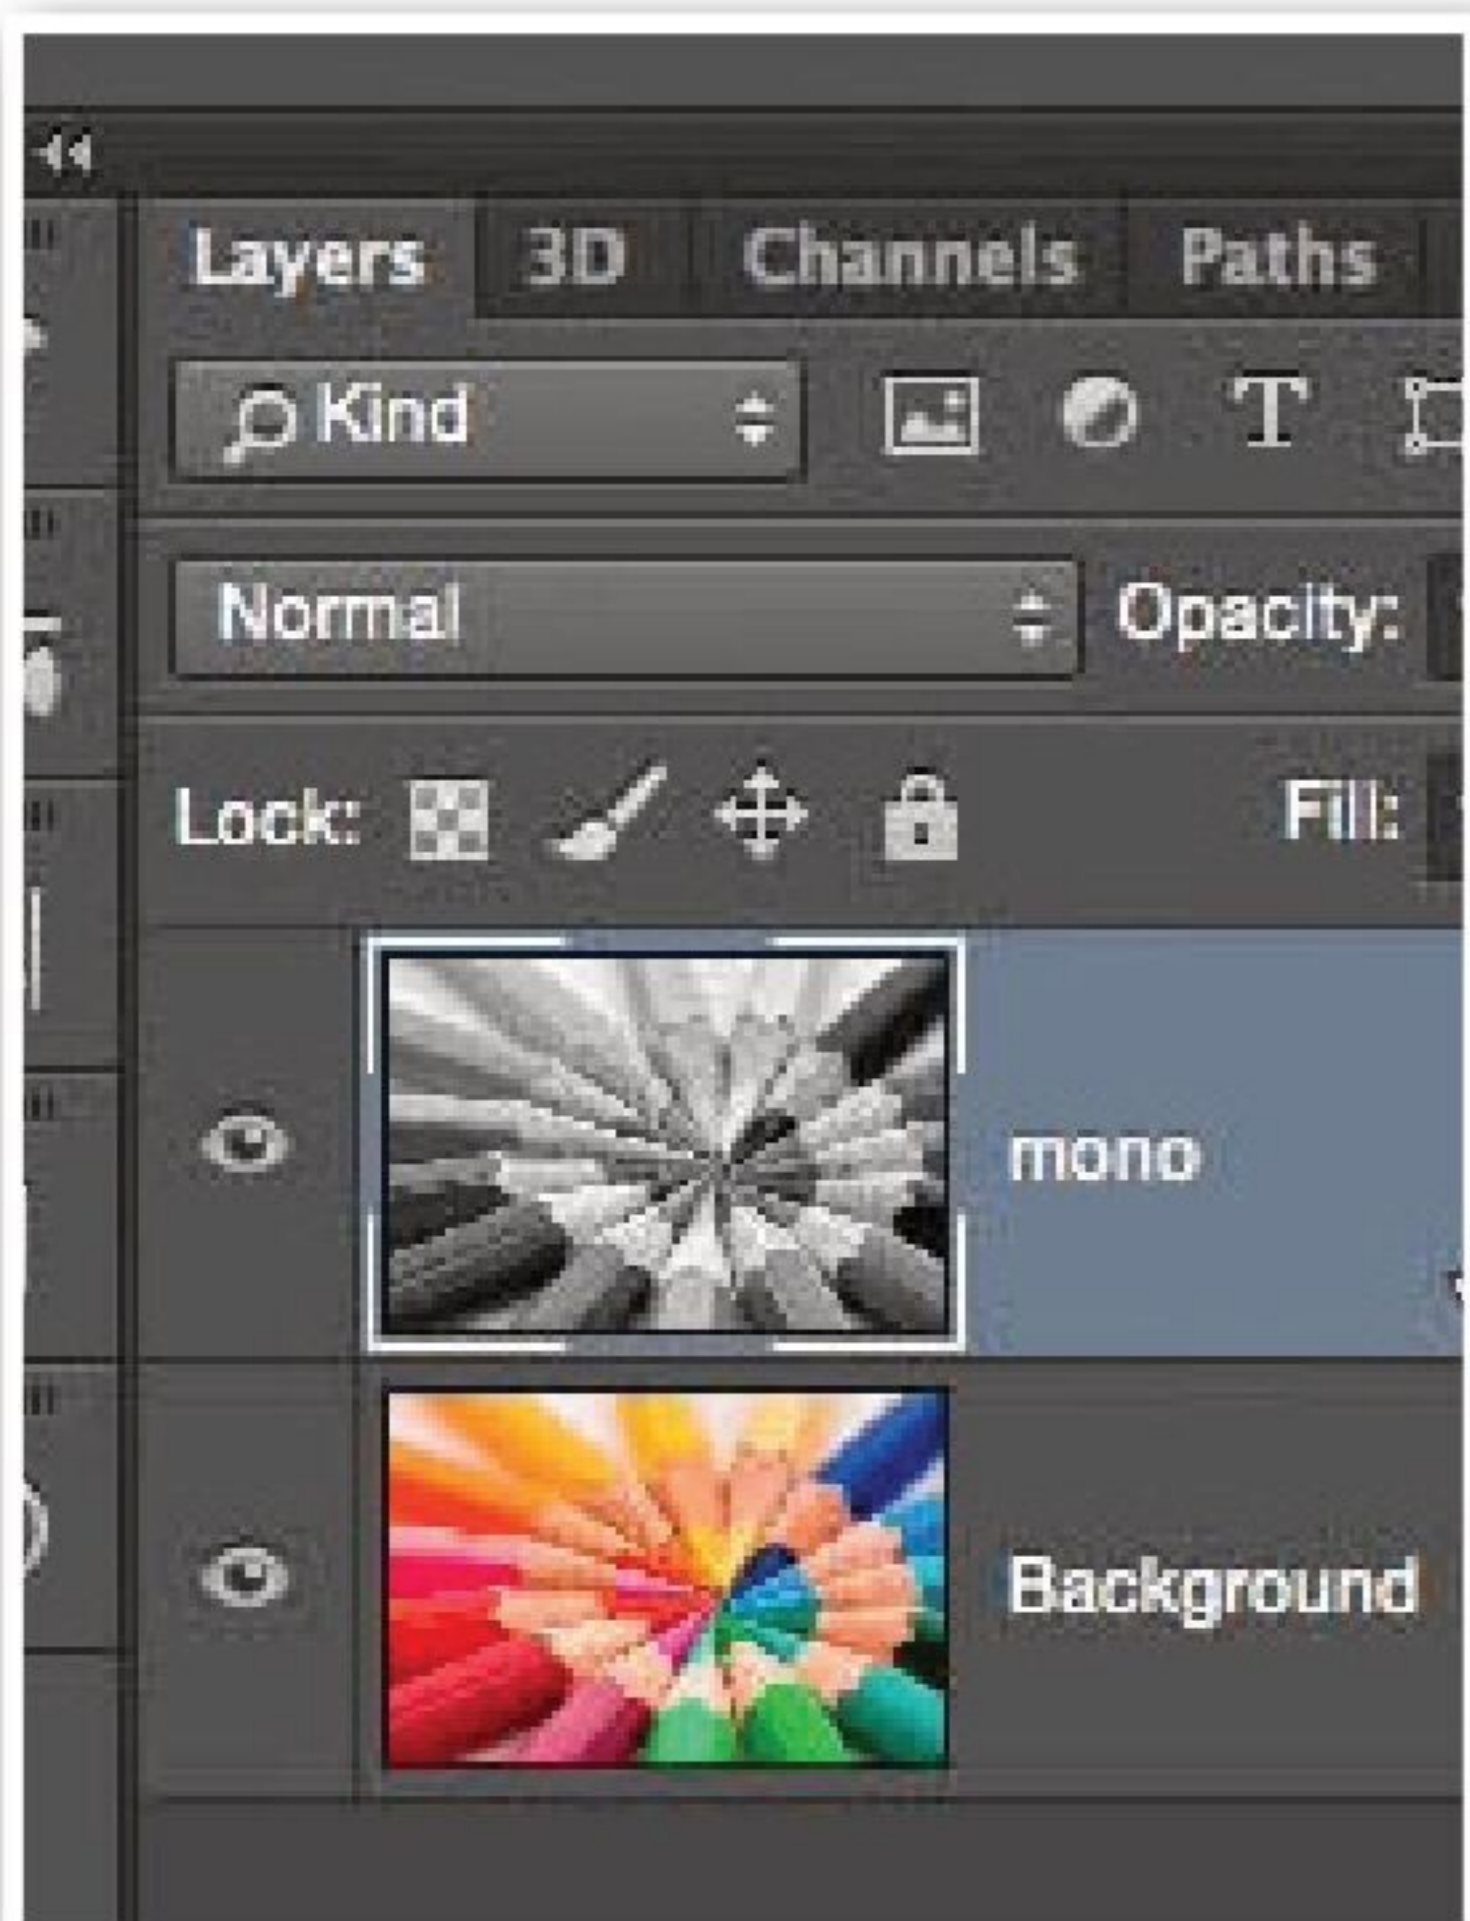 Layers 3D Channels Paths
Kind T
Normal Opacity:
Lock: Fill:
mono
Background